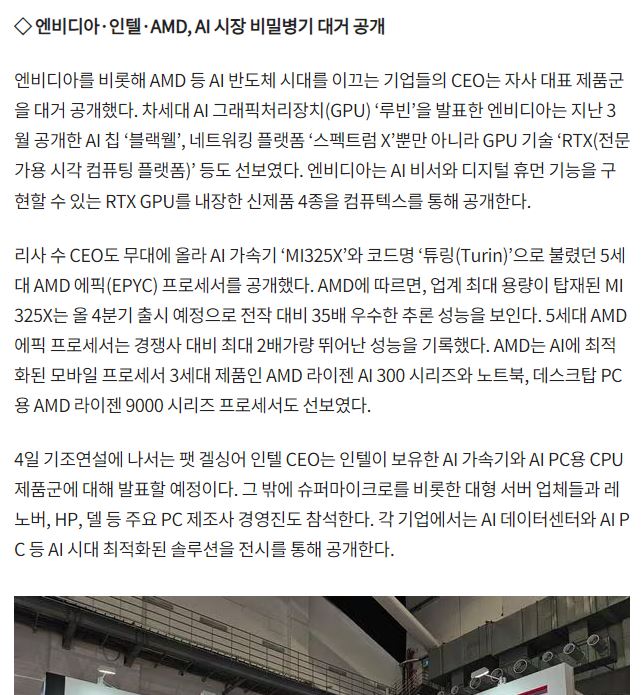 ◇ 엔비디아·인텔·AMD, AI 시장 비밀병기 대거 공개
엔비디아를 비롯해 AMD 등 AI 반도체 시대를 이끄는 기업들의 CEO는 자사 대표 제품군
을 대거 공개했다. 차세대 AI 그래픽처리장치(GPU) ‘루빈’을 발표한 엔비디아는 지난 3
월 공개한 AI 칩 ‘블랙웰’, 네트워킹 플랫폼 ‘스펙트럼 X’뿐만 아니라 GPU 기술 ‘RTX(전문
가용 시각 컴퓨팅 플랫폼)’ 등도 선보였다. 엔비디아는 AI 비서와 디지털 휴먼 기능을 구
현할 수 있는 RTX GPU를 내장한 신제품 4종을 컴퓨텍스를 통해 공개한다.
리사 수 CEO도 무대에 올라 AI 가속기 ‘MI325X’와 코드명 ‘튜링(Turin)’으로 불렸던 5세
대 AMD 에픽(EPYC) 프로세서를 공개했다. AMD에 따르면, 업계 최대 용량이 탑재된 MI
325X는 올 4분기 출시 예정으로 전작 대비 35배 우수한 추론 성능을 보인다. 5세대 AMD
에픽 프로세서는 경쟁사 대비 최대 2배가량 뛰어난 성능을 기록했다. AMD는 AI에 최적
화된 모바일 프로세서 3세대 제품인 AMD 라이젠 AI 300 시리즈와 노트북, 데스크탑 PC
용 AMD 라이젠 9000 시리즈 프로세서도 선보였다.
4일 기조연설에 나서는 팻 겔싱어 인텔 CEO는 인텔이 보유한 AI 가속기와 AI PC용 CPU
제품군에 대해 발표할 예정이다. 그 밖에 슈퍼마이크로를 비롯한 대형 서버 업체들과 레
노버, HP, 델 등 주요 PC 제조사 경영진도 참석한다. 각 기업에서는 AI 데이터센터와 AI P
C 등 AI 시대 최적화된 솔루션을 전시를 통해 공개한다.